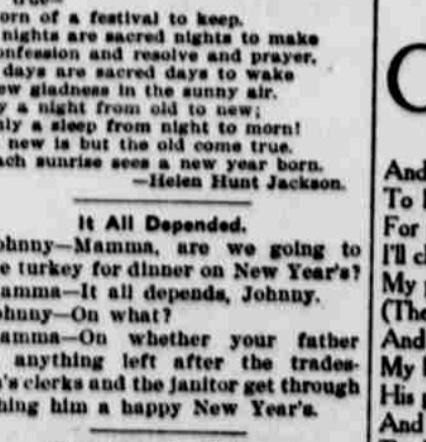 true—
orn of a festival to keep.
nights are sacred nights to make
onfession and resolve and prayer.
days are sacred days to wake
ew gladness in the sunny air.
y a night from old to new;
nly a sleep from night to morn!
new is but the old come true.
ach sunrise sees a new year born.
—Helen Hunt Jackson.
It All Depended.
ohnny—Mamma, are we going to
e turkey for dinner on New Year's?
amma—It all depends, Johnny.
ohnny—On what?
amma—On whether your father
anything left after the trades-
n's clerks and the janitor get through
hing him a happy New Year's.
And
To l
For
I'll cl
My
(The
And
My l
His p
And